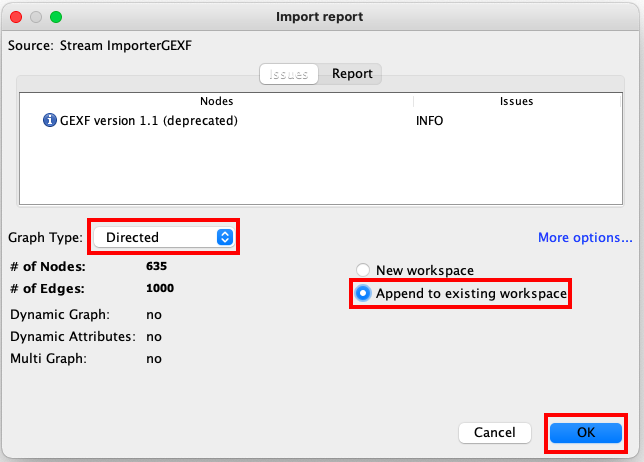 Import report
Source: Stream ImporterGEXF
Issues Report
Nodes Issues
GEXF version 1.1 (deprecated) INFO
Graph Type: Directed More options...
# of Nodes: 635
New workspace
# of Edges: 1000
Append to existing workspace
Dynamic Graph: no
Dynamic Attributes: no
Multi Graph: no
Cancel OK